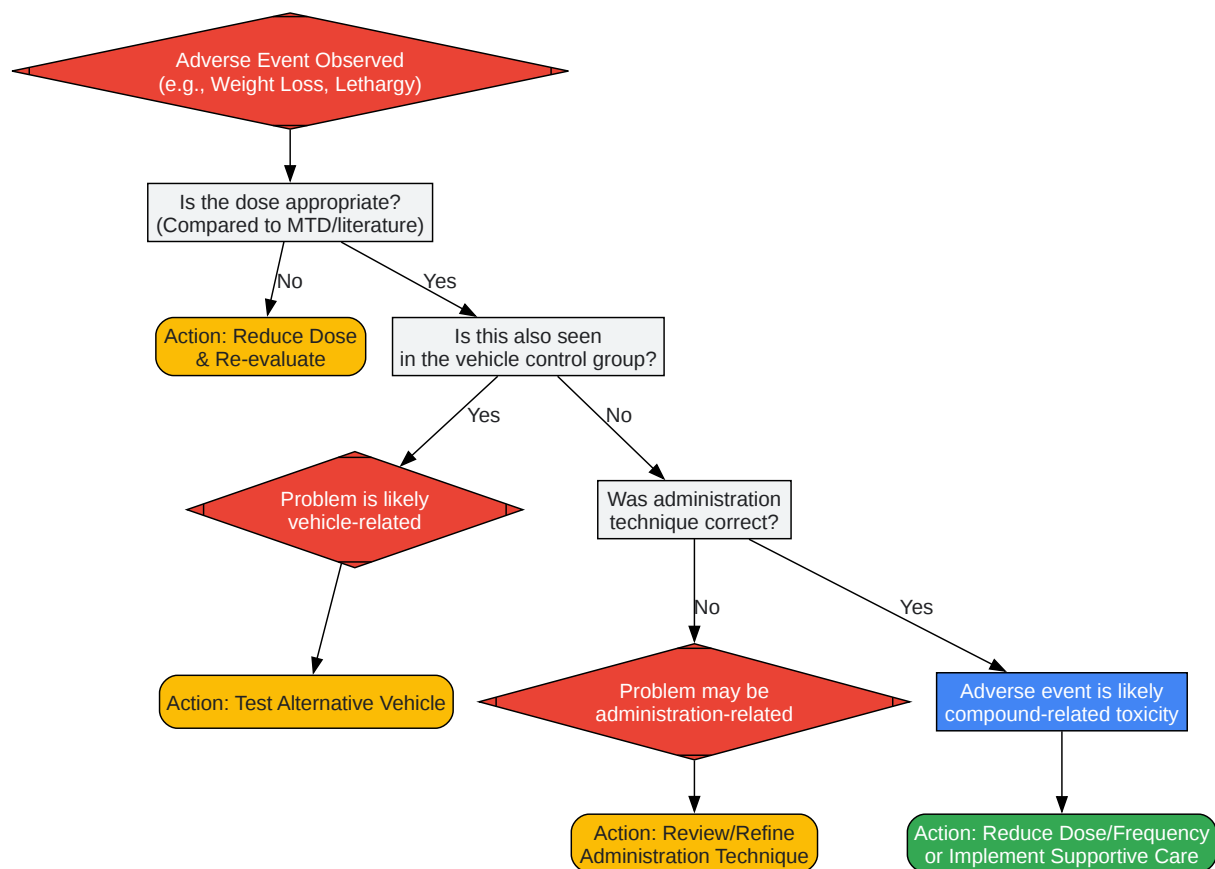 Adverse Event Observed
(e.g., Weight Loss, Lethargy)
Is the dose appropriate?
(Compared to MTD/literature)
No
Yes
Action: Reduce Dose
& Re-evaluate
Is this also seen
in the vehicle control group?
Yes
No
Problem is likely
vehicle-related
Was administration
technique correct?
No
Yes
Action: Test Alternative Vehicle
Problem may be
administration-related
Adverse event is likely
compound-related toxicity
Action: Review/Refine
Administration Technique
Action: Reduce Dose/Frequency
or Implement Supportive Care